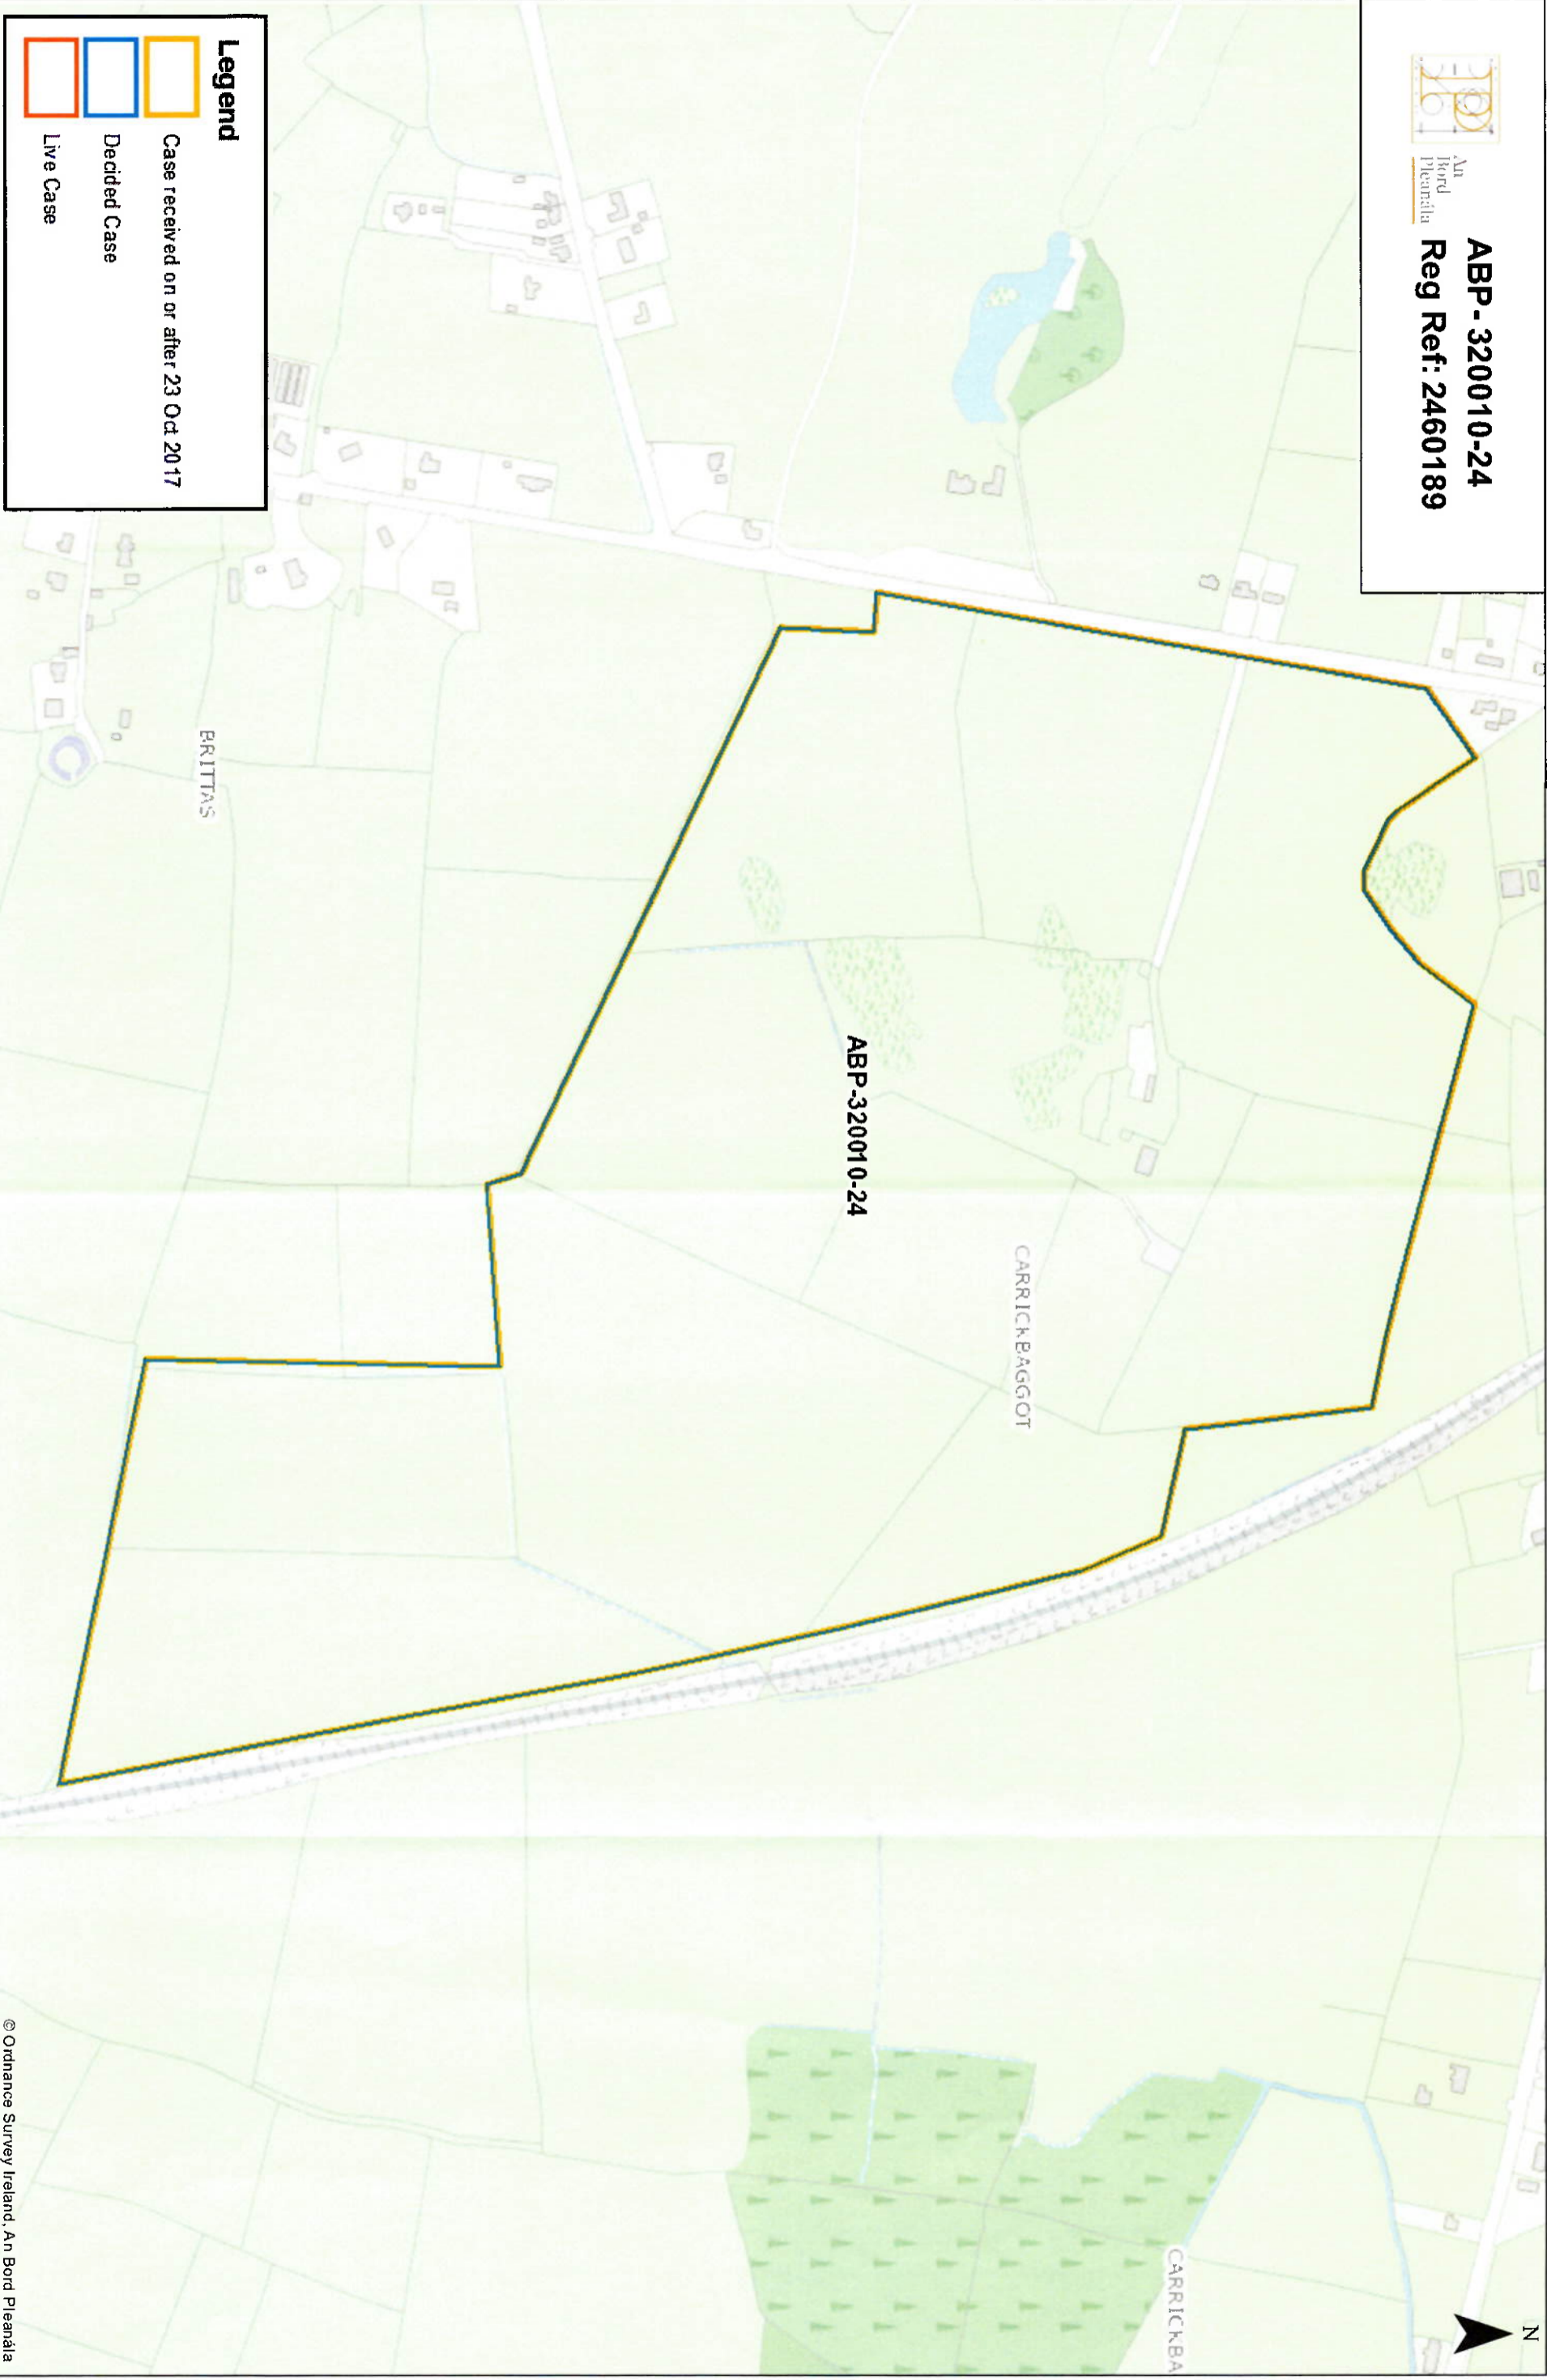 An
Bord
Pleanála
ABP- 320010-24
Reg Ref: 2460189
N
ABP-320010-24
CARRICKBAGGOT
CARRICKBA
BRITTAS
Legend
Case received on or after 23 Oct 2017
Decided Case
Live Case
© Ordnance Survey Ireland, An Bord Pleanála